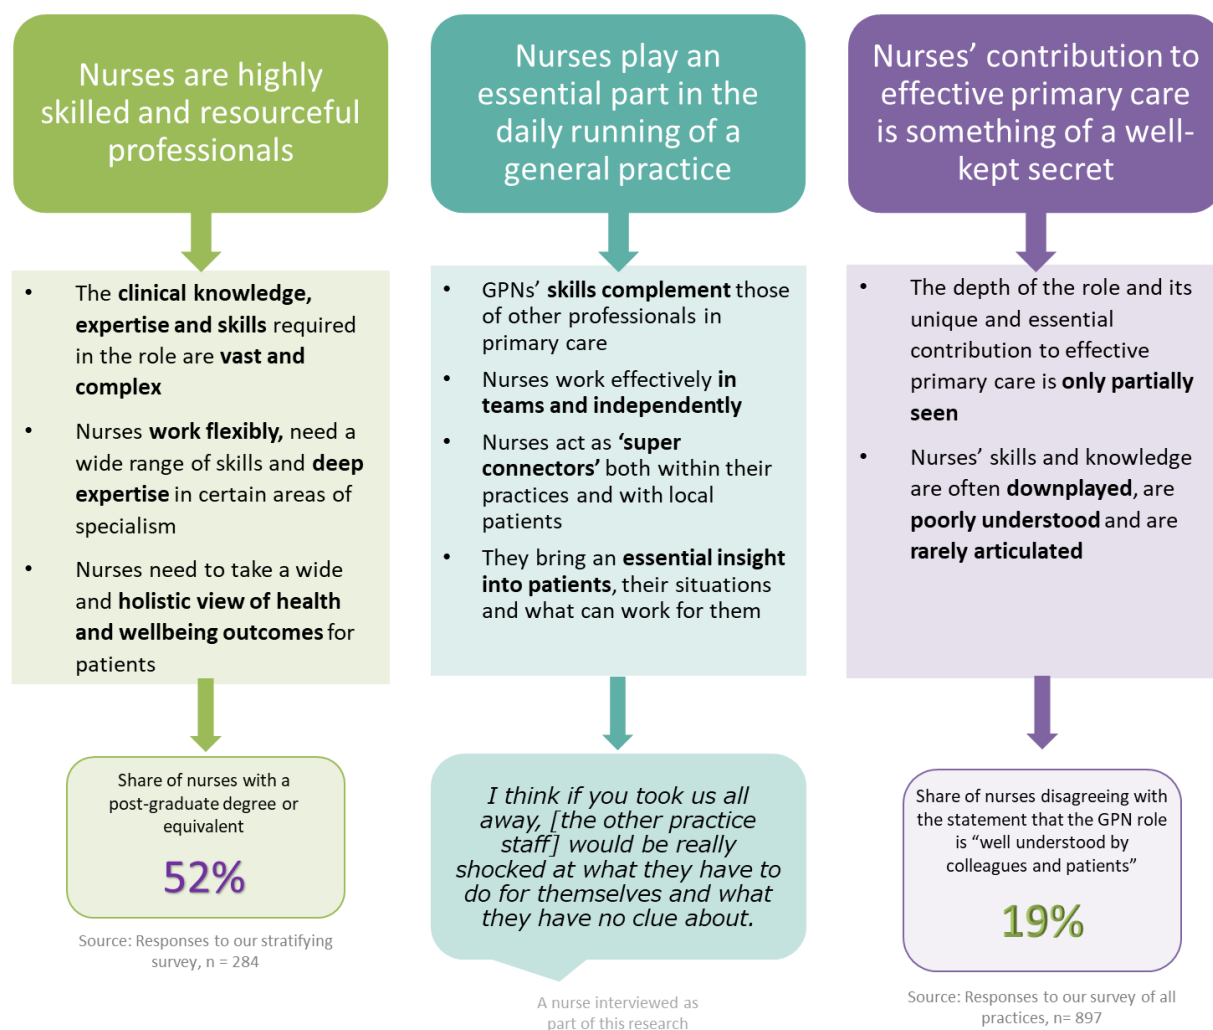 Nurses are highly
skilled and resourceful
professionals
• The clinical knowledge,
expertise and skills required
in the role are vast and
complex
• Nurses work flexibly, need a
wide range of skills and deep
expertise in certain areas of
specialism
• Nurses need to take a wide
and holistic view of health
and wellbeing outcomes for
patients
Share of nurses with a
post-graduate degree or
equivalent
52%
Source: Responses to our stratifying
survey, n = 284
Nurses play an
essential part in the
daily running of a
general practice
• GPNs’ skills complement those
of other professionals in
primary care
• Nurses work effectively in
teams and independently
• Nurses act as ‘super
connectors’ both within their
practices and with local
patients
• They bring an essential insight
into patients, their situations
and what can work for them
I think if you took us all
away, [the other practice
staff] would be really
shocked at what they have to
do for themselves and what
they have no clue about.
A nurse interviewed as
part of this research
Nurses’ contribution to
effective primary care
is something of a well-
kept secret
• The depth of the role and its
unique and essential
contribution to effective
primary care is only partially
seen
• Nurses’ skills and knowledge
are often downplayed, are
poorly understood and are
rarely articulated
Share of nurses disagreeing with
the statement that the GPN role
is “well understood by
colleagues and patients”
19%
Source: Responses to our survey of all
practices, n= 897